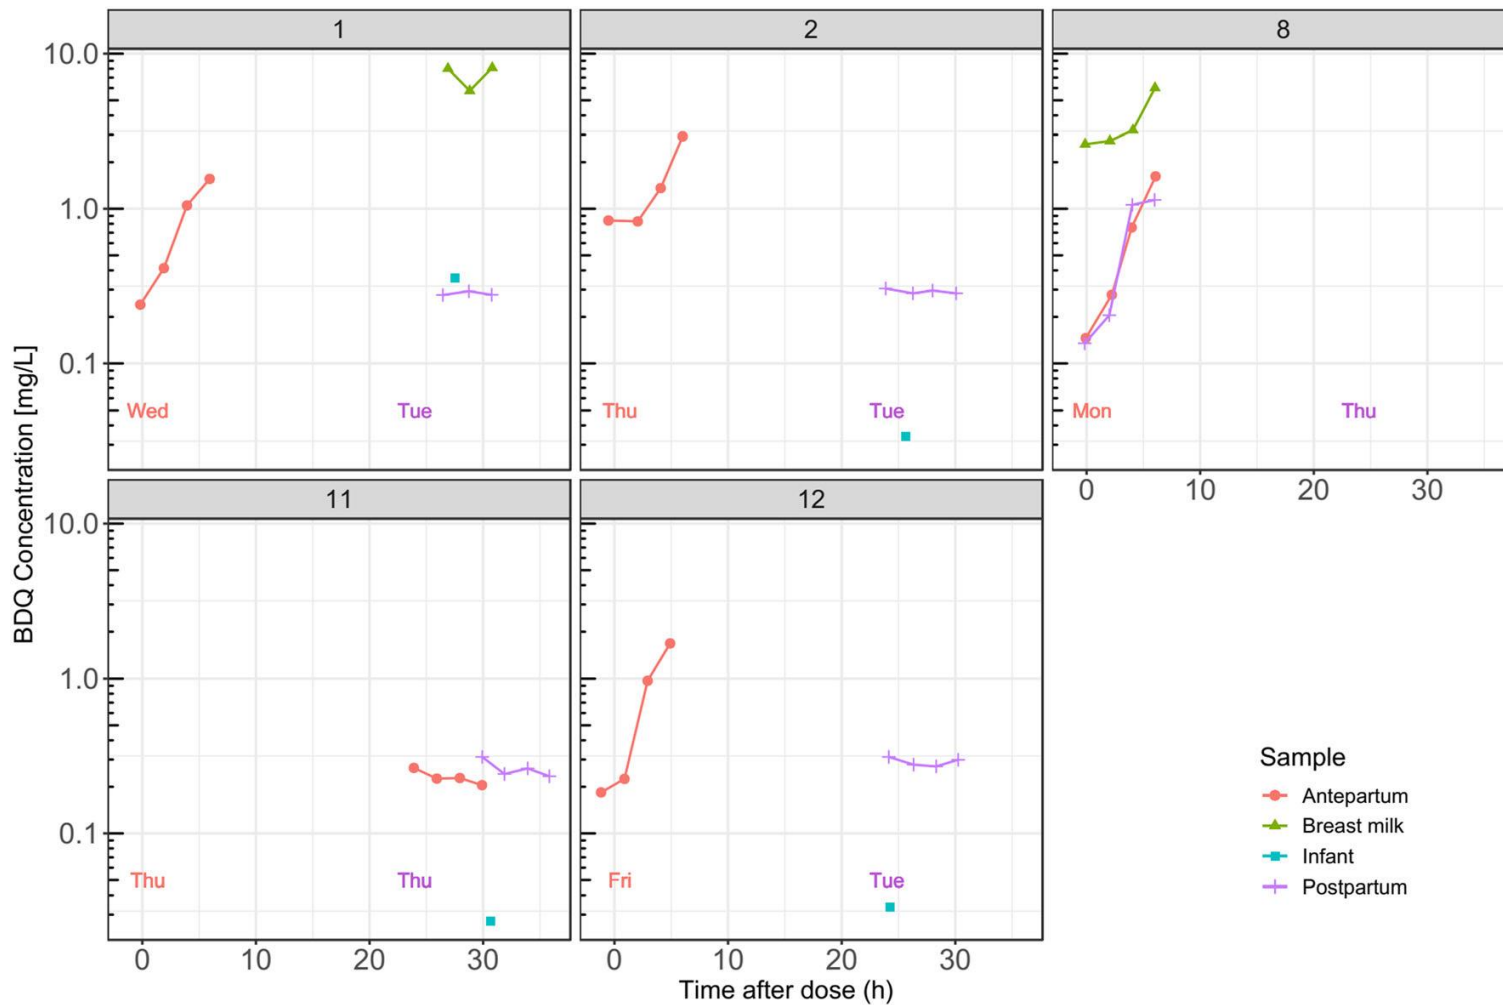 1
2
8
10.0
1.0
0.1
Wed
Tue
Thu
Tue
Mon
Thu
0
10
20
30
11
12
10.0
1.0
0.1
Thu
Thu
Fri
Tue
0
10
20
30
0
10
20
30
BDQ Concentration [mg/L]
Time after dose (h)
Sample
Antepartum
Breast milk
Infant
Postpartum